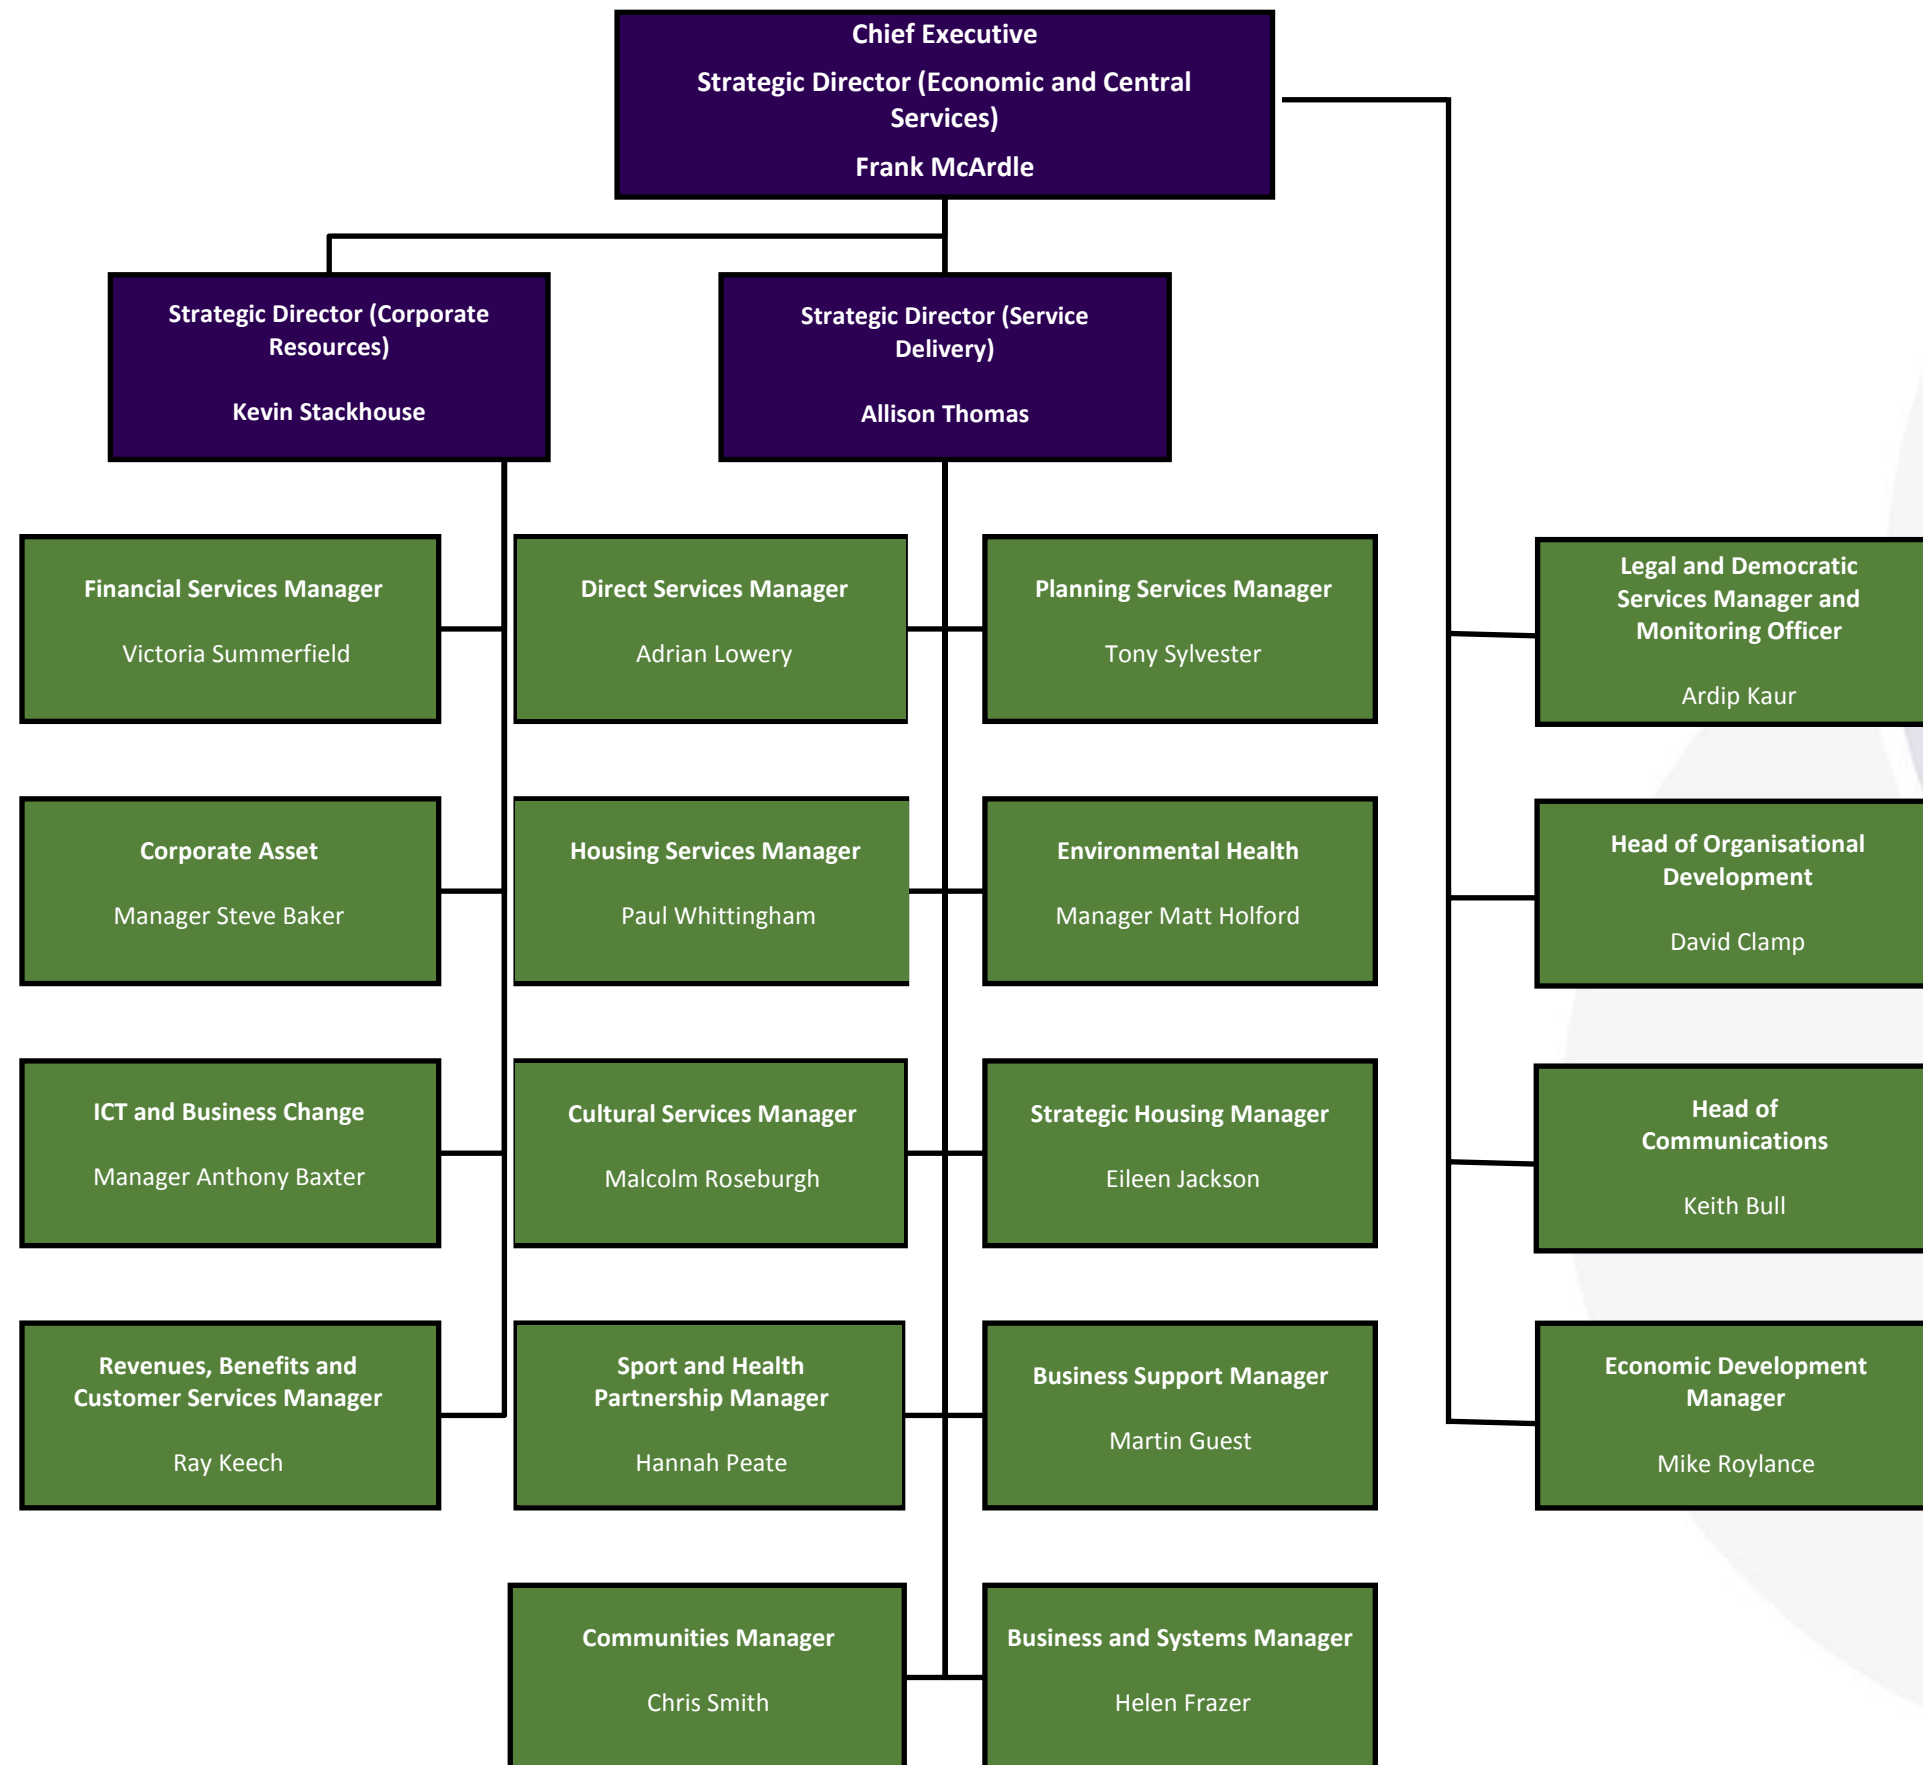 Chief Executive
Strategic Director (Economic and Central
Services)
Frank McArdle
Strategic Director (Corporate
Resources)
Kevin Stackhouse
Strategic Director (Service
Delivery)
Allison Thomas
Financial Services Manager
Victoria Summerfield
Direct Services Manager
Adrian Lowery
Planning Services Manager
Tony Sylvester
Legal and Democratic
Services Manager and
Monitoring Officer
Ardip Kaur
Corporate Asset
Manager Steve Baker
Housing Services Manager
Paul Whittingham
Environmental Health
Manager Matt Holford
Head of Organisational
Development
David Clamp
ICT and Business Change
Manager Anthony Baxter
Cultural Services Manager
Malcolm Roseburgh
Strategic Housing Manager
Eileen Jackson
Head of
Communications
Keith Bull
Revenues, Benefits and
Customer Services Manager
Ray Keech
Sport and Health
Partnership Manager
Hannah Peate
Business Support Manager
Martin Guest
Economic Development
Manager
Mike Roylance
Communities Manager
Chris Smith
Business and Systems Manager
Helen Frazer